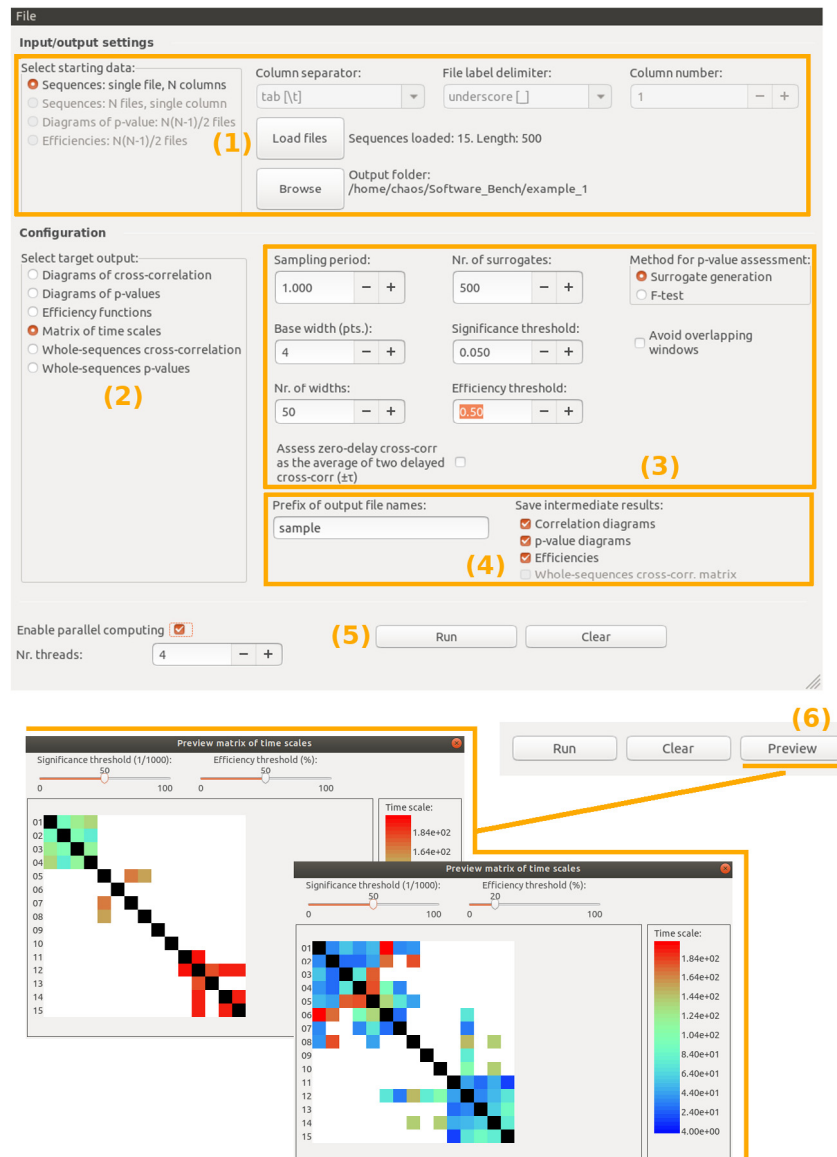 File
Input/output settings
Select starting data:
Sequences: single file, N columns
Sequences: N files, single column
Diagrams of p-value: N(N-1)/2 files
Efficiencies: N(N-1)/2 files
(1)
Column separator:
File label delimiter:
Column number:
tab [\t]
underscore [_]
1
Load files
Sequences loaded: 15. Length: 500
Browse
Output folder:
/home/chaos/Software_Bench/example_1
Configuration
Select target output:
Diagrams of cross-correlation
Diagrams of p-values
Efficiency functions
Matrix of time scales
Whole-sequences cross-correlation
Whole-sequences p-values
(2)
Sampling period:
1.000
Nr. of surrogates:
500
Method for p-value assessment:
Surrogate generation
F-test
Base width (pts.):
4
Significance threshold:
0.050
Avoid overlapping
windows
Nr. of widths:
50
Efficiency threshold:
0.50
Assess zero-delay cross-corr
as the average of two delayed
cross-corr (±τ)
(3)
Prefix of output file names:
sample
Save intermediate results:
Correlation diagrams
p-value diagrams
Efficiencies
Whole-sequences cross-corr. matrix
(4)
Enable parallel computing
Nr. threads:
4
(5)
Run
Clear
(6)
Run
Clear
Preview
Preview matrix of time scales
Significance threshold (1/1000):
50
0
100
Efficiency threshold (%):
50
0
100
Time scale:
1.84e+02
1.64e+02
01
02
03
04
05
06
07
08
09
10
11
12
13
14
15
Preview matrix of time scales
Significance threshold (1/1000):
50
0
100
Efficiency threshold (%):
20
0
100
Time scale:
1.84e+02
1.64e+02
1.44e+02
1.24e+02
1.04e+02
8.40e+01
6.40e+01
4.40e+01
2.40e+01
4.00e+00
01
02
03
04
05
06
07
08
09
10
11
12
13
14
15